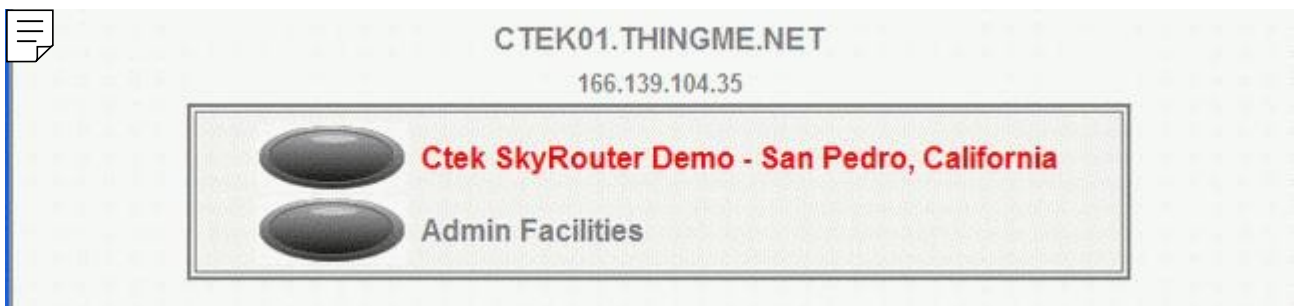 CTEK01.THINGME.NET
166.139.104.35
Ctek SkyRouter Demo - San Pedro, California
Admin Facilities